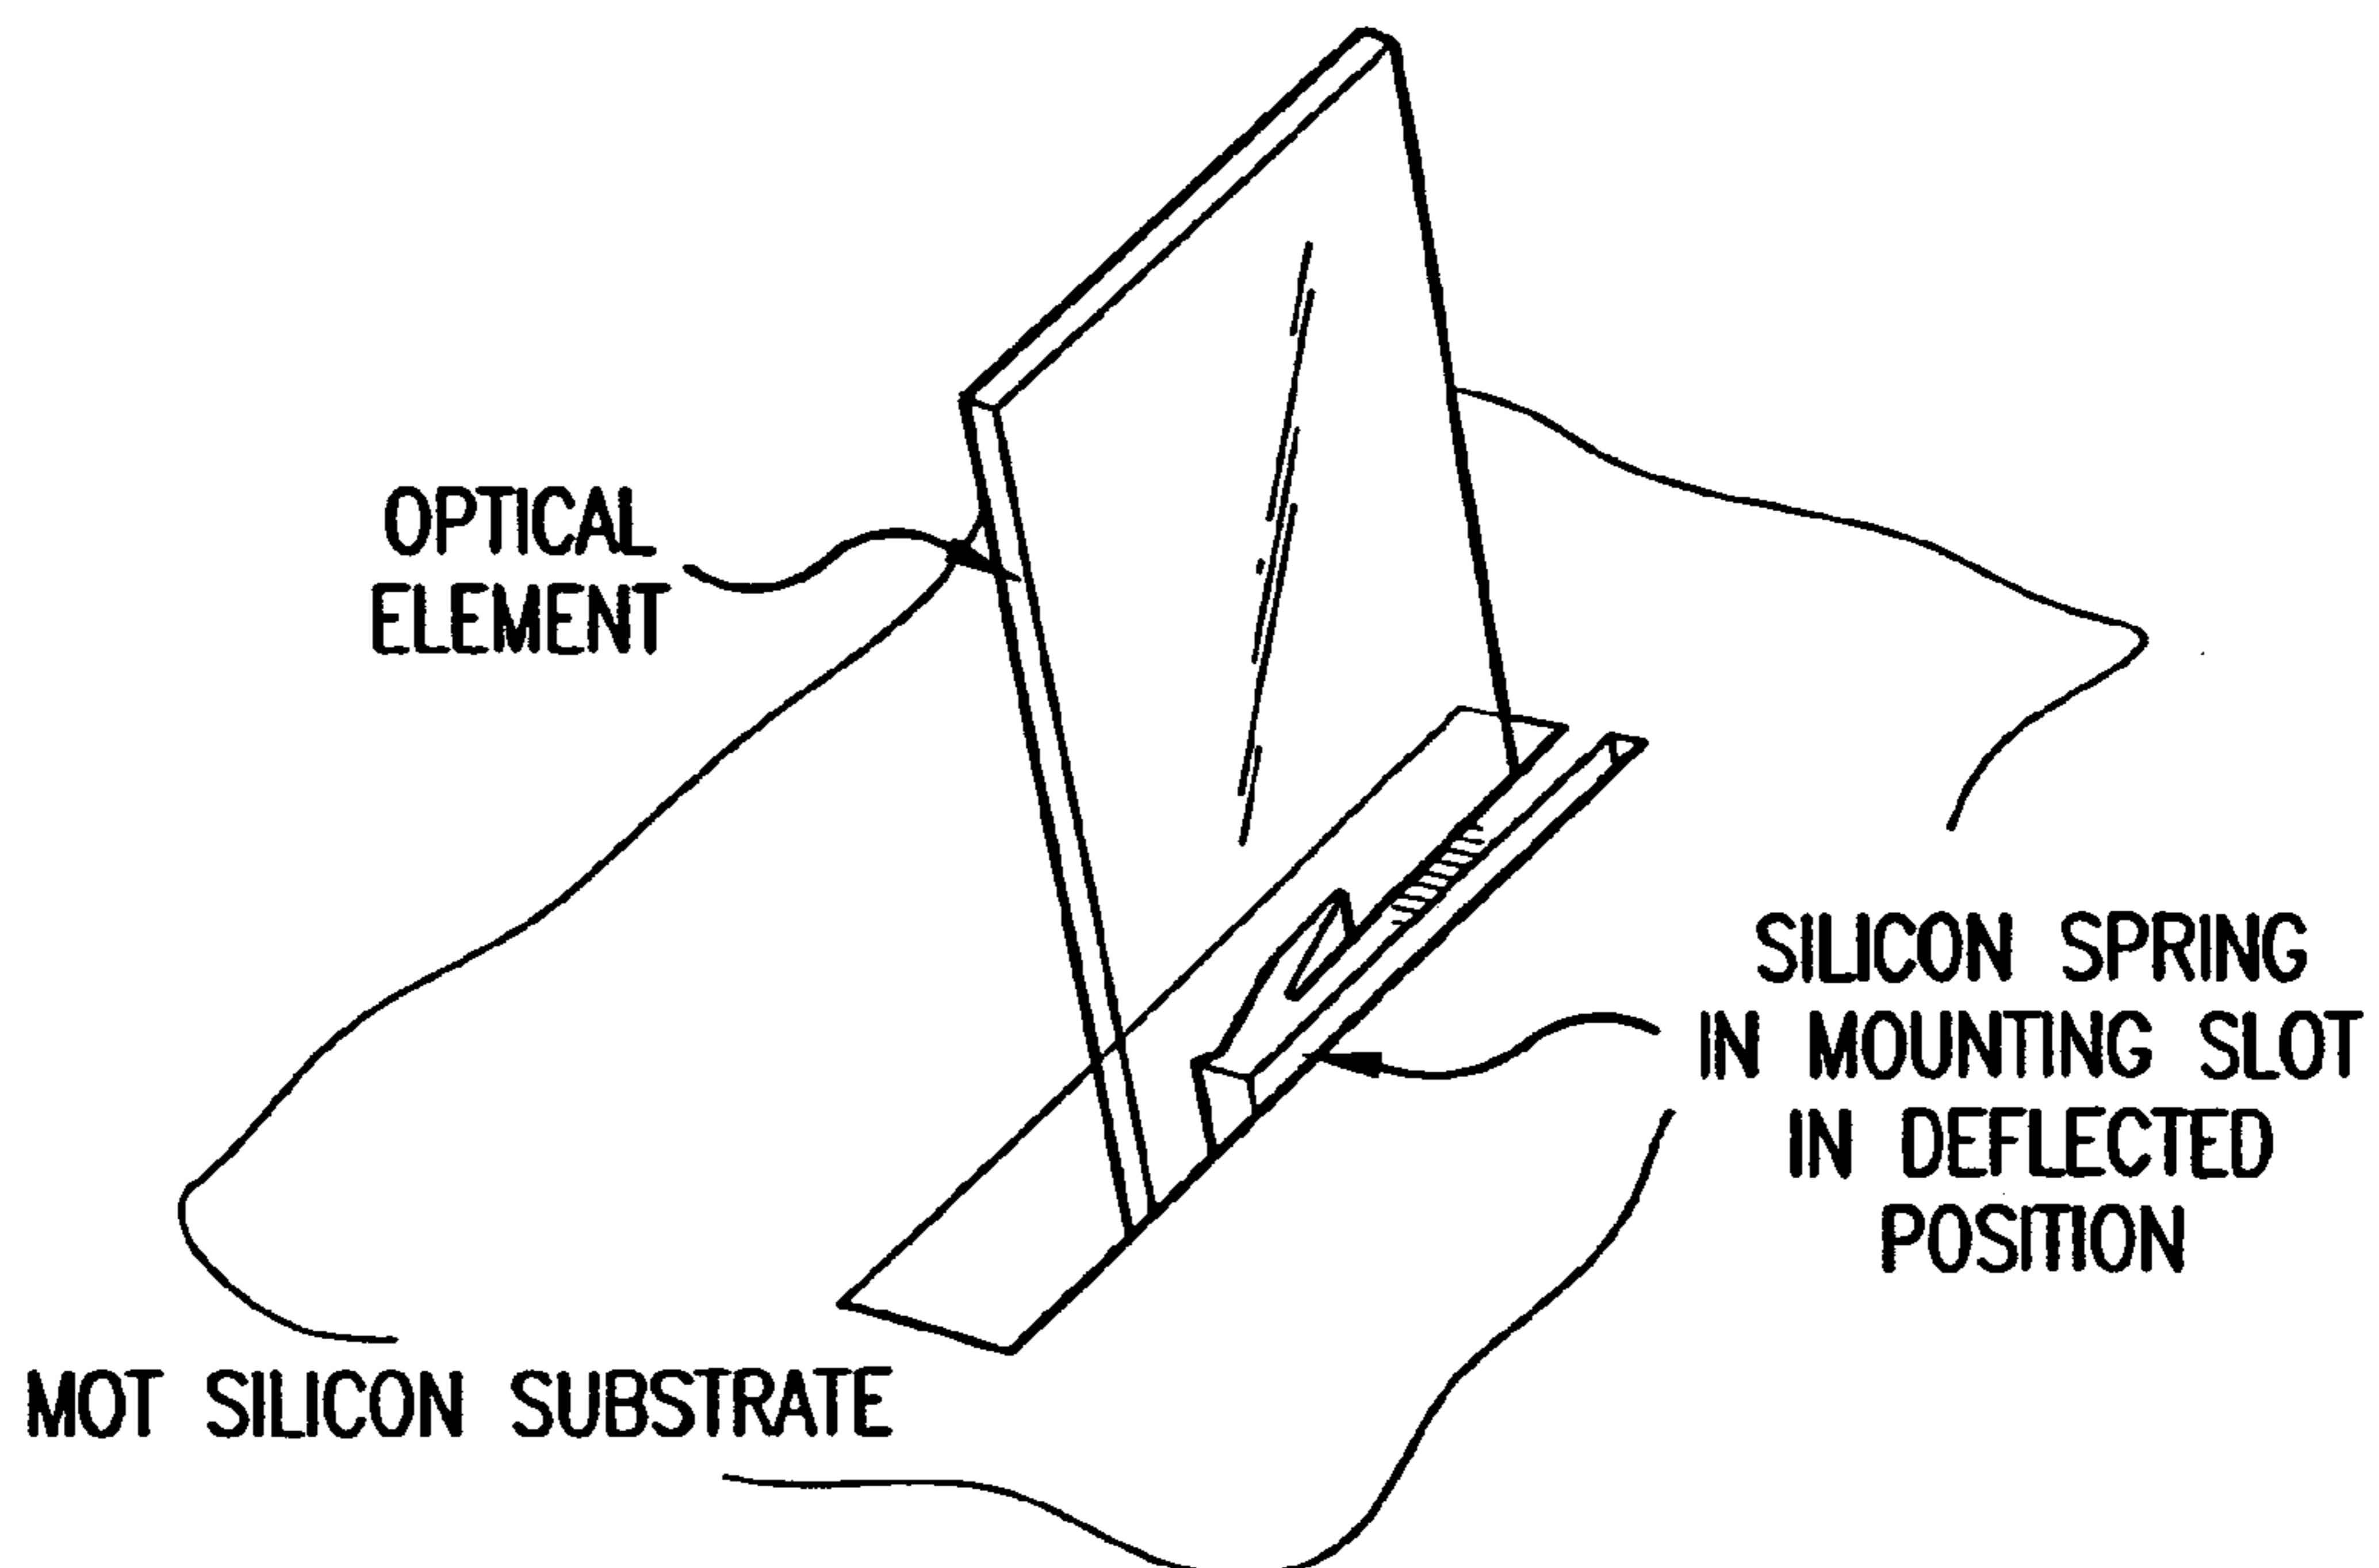 OPTICAL
ELEMENT
SILICON SPRING
IN MOUNTING SLOT
IN DEFLECTED
POSITION
MOT SILICON SUBSTRATE